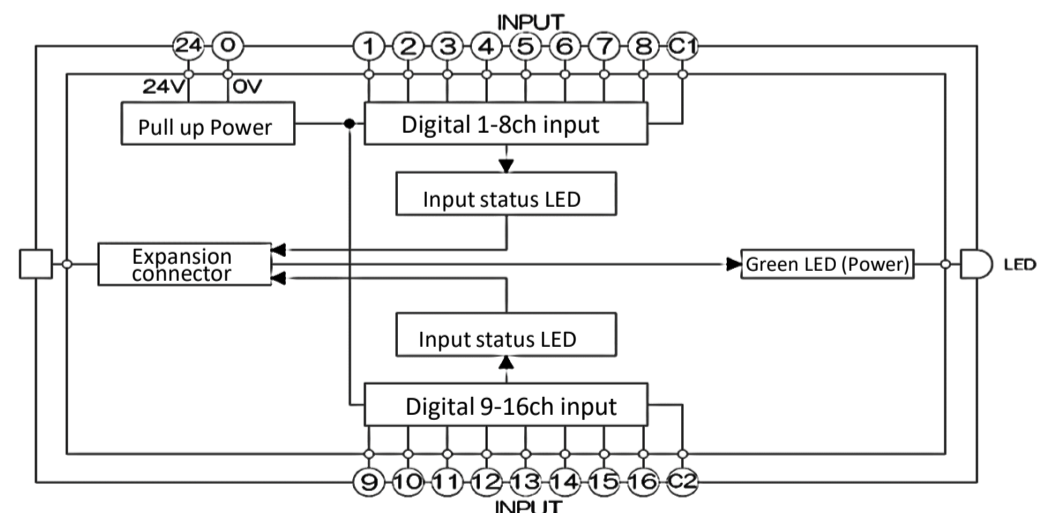 INPUT
24 0 1 2 3 4 5 6 7 8 C1
24V 0V
Pull up Power
Digital 1-8ch input
Input status LED
Expansion
connector
Green LED (Power)
LED
Input status LED
Digital 9-16ch input
9 10 11 12 13 14 15 16 C2
INPUT